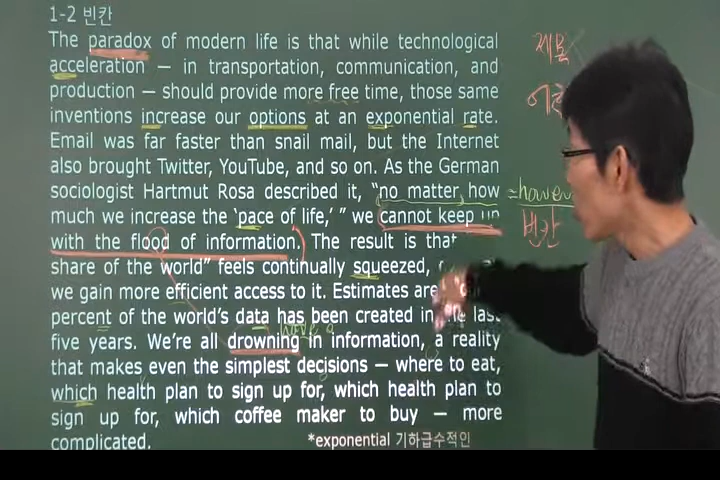 1-2 빈칸
The paradox of modern life is that while technological
acceleration — in transportation, communication, and
production — should provide more free time, those same
inventions increase our options at an exponential rate.
Email was far faster than snail mail, but the Internet
also brought Twitter, YouTube, and so on. As the German
sociologist Hartmut Rosa described it, “no matter how
much we increase the ‘pace of life,’ ” we cannot keep up
with the flood of information. The result is that
share of the world” feels continually squeezed,
we gain more efficient access to it. Estimates are
percent of the world's data has been created in the last
five years. We're all drowning in information, a reality
that makes even the simplest decisions — where to eat,
which health plan to sign up for, which health plan to
sign up for, which coffee maker to buy — more
complicated.
*exponential 기하급수적인
제목
=howev
빈칸
have a